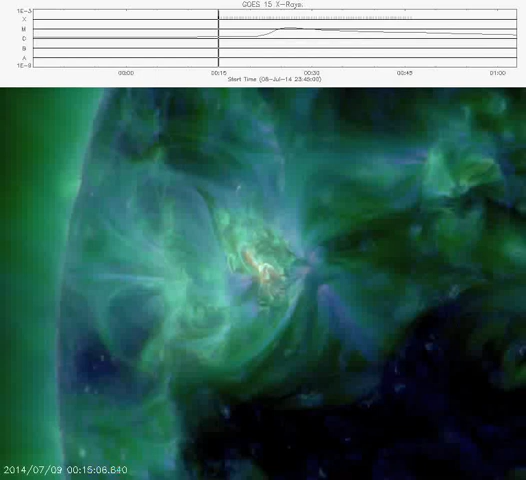 GOES 15 X-Rays:
1E-3
X
M
C
B
A
1E-9
00:00 00:15 00:30 00:45 01:00
Start Time (08-Jul-14 23:45:00)
2014/07/09 00:15:06.840